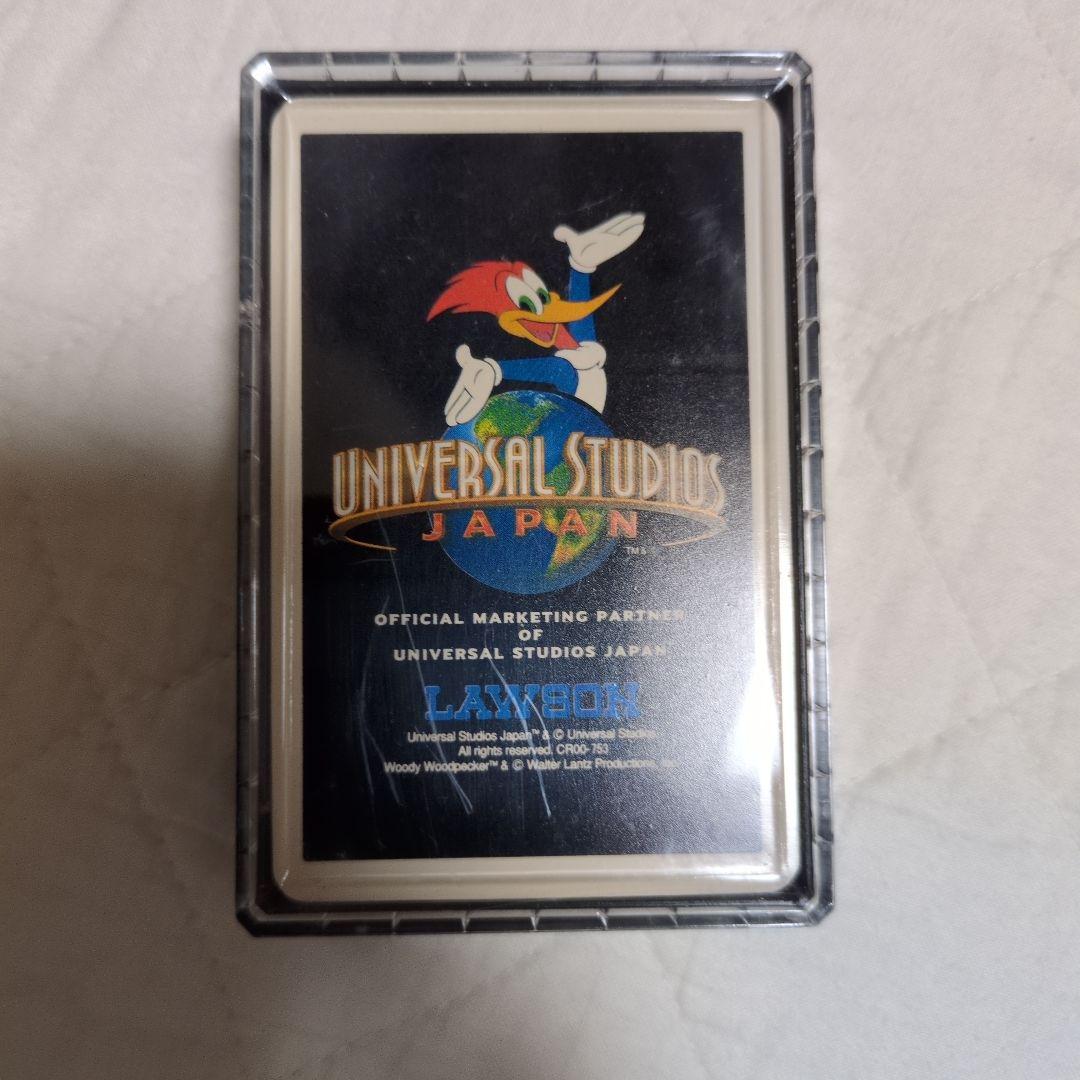 UNIVERSAL STUDIOS
JAPAN
TM&
OFFICIAL MARKETING PARTNER
OF
UNIVERSAL STUDIOS JAPAN
LAWSON
Universal Studios Japan™ & © Universal Studios.
All rights reserved. CR00-753
Woody Woodpecker™ & © Walter Lantz Productions,